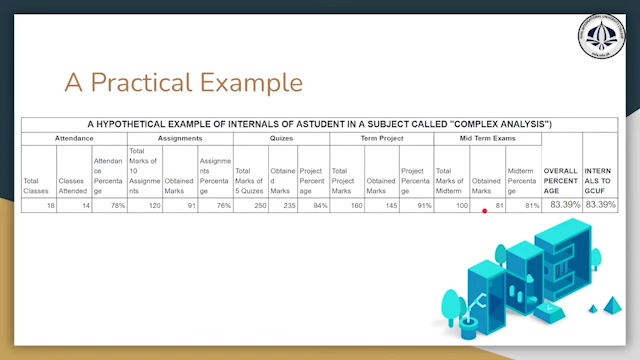 A Practical Example
A HYPOTHETICAL EXAMPLE OF INTERNALS OF ASTUDENT IN A SUBJECT CALLED "COMPLEX ANALYSIS")
Attendance Assignments Quizes Term Project Mid Term Exams
Total Classes Classes Attended Attendan ce Percenta ge Total Marks of 10 Assignme nts Obtained Marks Assignme nts Percenta ge Total Marks of 5 Quizes Obtaine d Marks Project Percent age Total Project Marks Obtained Marks Project Percenta ge Total Marks of Midterm Obtained Marks Midterm Percenta ge OVERALL PERCENT AGE INTERN ALS TO GCUF
18 14 78% 120 91 76% 250 235 94% 160 145 91% 100 81 81% 83.39% 83.39%